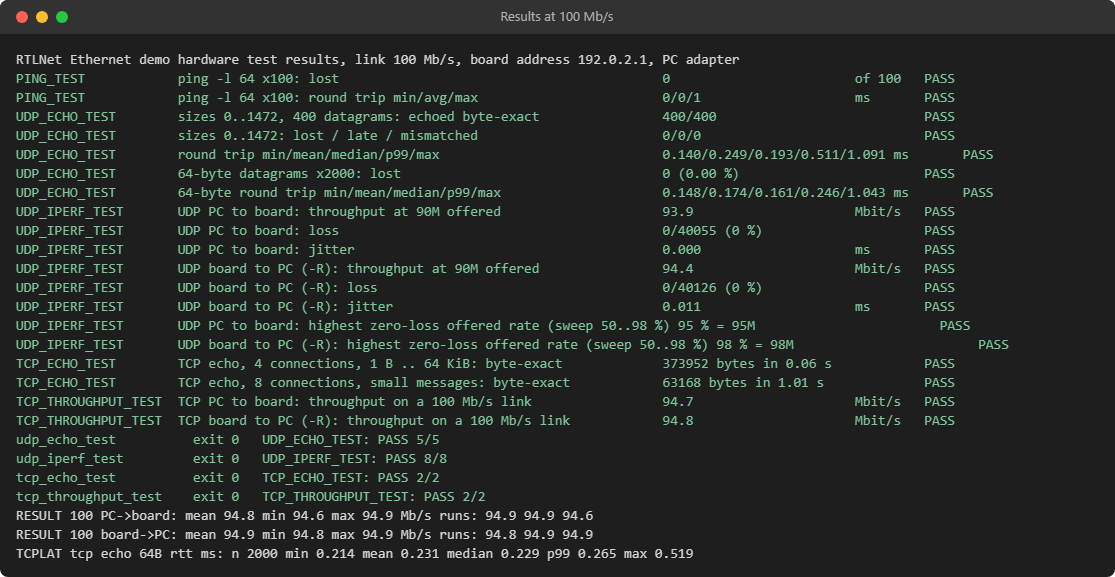 Results at 100 Mb/s
RTLNet Ethernet demo hardware test results, link 100 Mb/s, board address 192.0.2.1, PC adapter
PING_TEST ping -l 64 x100: lost 0 of 100 PASS
PING_TEST ping -l 64 x100: round trip min/avg/max 0/0/1 ms PASS
UDP_ECHO_TEST sizes 0..1472, 400 datagrams: echoed byte-exact 400/400 PASS
UDP_ECHO_TEST sizes 0..1472: lost / late / mismatched 0/0/0 PASS
UDP_ECHO_TEST round trip min/mean/median/p99/max 0.140/0.249/0.193/0.511/1.091 ms PASS
UDP_ECHO_TEST 64-byte datagrams x2000: lost 0 (0.00 %) PASS
UDP_ECHO_TEST 64-byte round trip min/mean/median/p99/max 0.148/0.174/0.161/0.246/1.043 ms PASS
UDP_IPERF_TEST UDP PC to board: throughput at 90M offered 93.9 Mbit/s PASS
UDP_IPERF_TEST UDP PC to board: loss 0/40055 (0 %) PASS
UDP_IPERF_TEST UDP PC to board: jitter 0.000 ms PASS
UDP_IPERF_TEST UDP board to PC (-R): throughput at 90M offered 94.4 Mbit/s PASS
UDP_IPERF_TEST UDP board to PC (-R): loss 0/40126 (0 %) PASS
UDP_IPERF_TEST UDP board to PC (-R): jitter 0.011 ms PASS
UDP_IPERF_TEST UDP PC to board: highest zero-loss offered rate (sweep 50..98 %) 95 % = 95M PASS
UDP_IPERF_TEST UDP board to PC (-R): highest zero-loss offered rate (sweep 50..98 %) 98 % = 98M PASS
TCP_ECHO_TEST TCP echo, 4 connections, 1 B .. 64 KiB: byte-exact 373952 bytes in 0.06 s PASS
TCP_ECHO_TEST TCP echo, 8 connections, small messages: byte-exact 63168 bytes in 1.01 s PASS
TCP_THROUGHPUT_TEST TCP PC to board: throughput on a 100 Mb/s link 94.7 Mbit/s PASS
TCP_THROUGHPUT_TEST TCP board to PC (-R): throughput on a 100 Mb/s link 94.8 Mbit/s PASS
udp_echo_test exit 0 UDP_ECHO_TEST: PASS 5/5
udp_iperf_test exit 0 UDP_IPERF_TEST: PASS 8/8
tcp_echo_test exit 0 TCP_ECHO_TEST: PASS 2/2
tcp_throughput_test exit 0 TCP_THROUGHPUT_TEST: PASS 2/2
RESULT 100 PC->board: mean 94.8 min 94.6 max 94.9 Mb/s runs: 94.9 94.9 94.6
RESULT 100 board->PC: mean 94.9 min 94.8 max 94.9 Mb/s runs: 94.8 94.9 94.9
TCPLAT tcp echo 64B rtt ms: n 2000 min 0.214 mean 0.231 median 0.229 p99 0.265 max 0.519